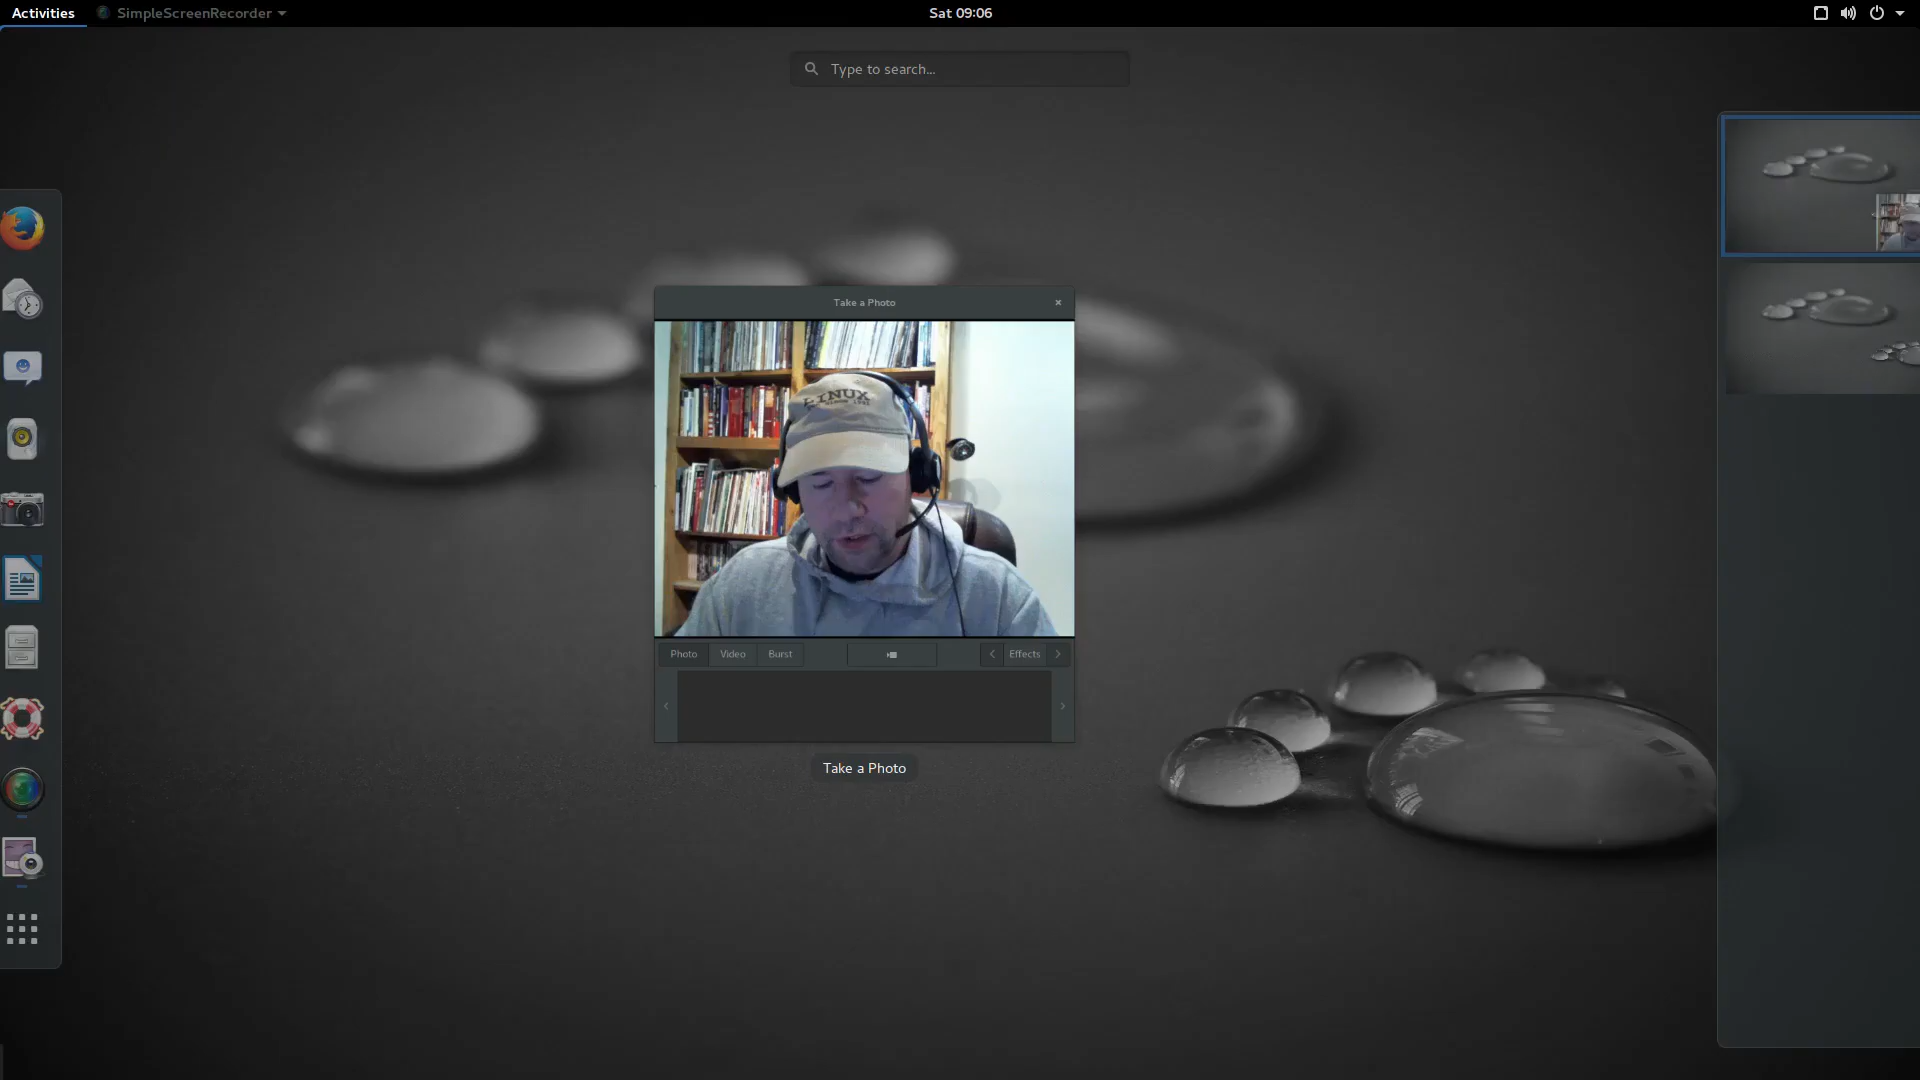 Activities
SimpleScreenRecorder
Sat 09:06
Type to search...
Take a Photo
LINUX
Photo
Video
Burst
Effects
Take a Photo